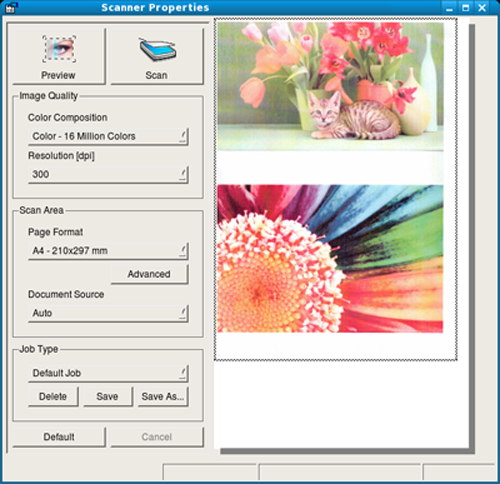 Scanner Properties
Preview
Scan
Image Quality
Color Composition
Color - 16 Million Colors
Resolution [dpi]
300
Scan Area
Page Format
A4 - 210x297 mm
Advanced
Document Source
Auto
Job Type
Default Job
Delete
Save
Save As...
Default
Cancel